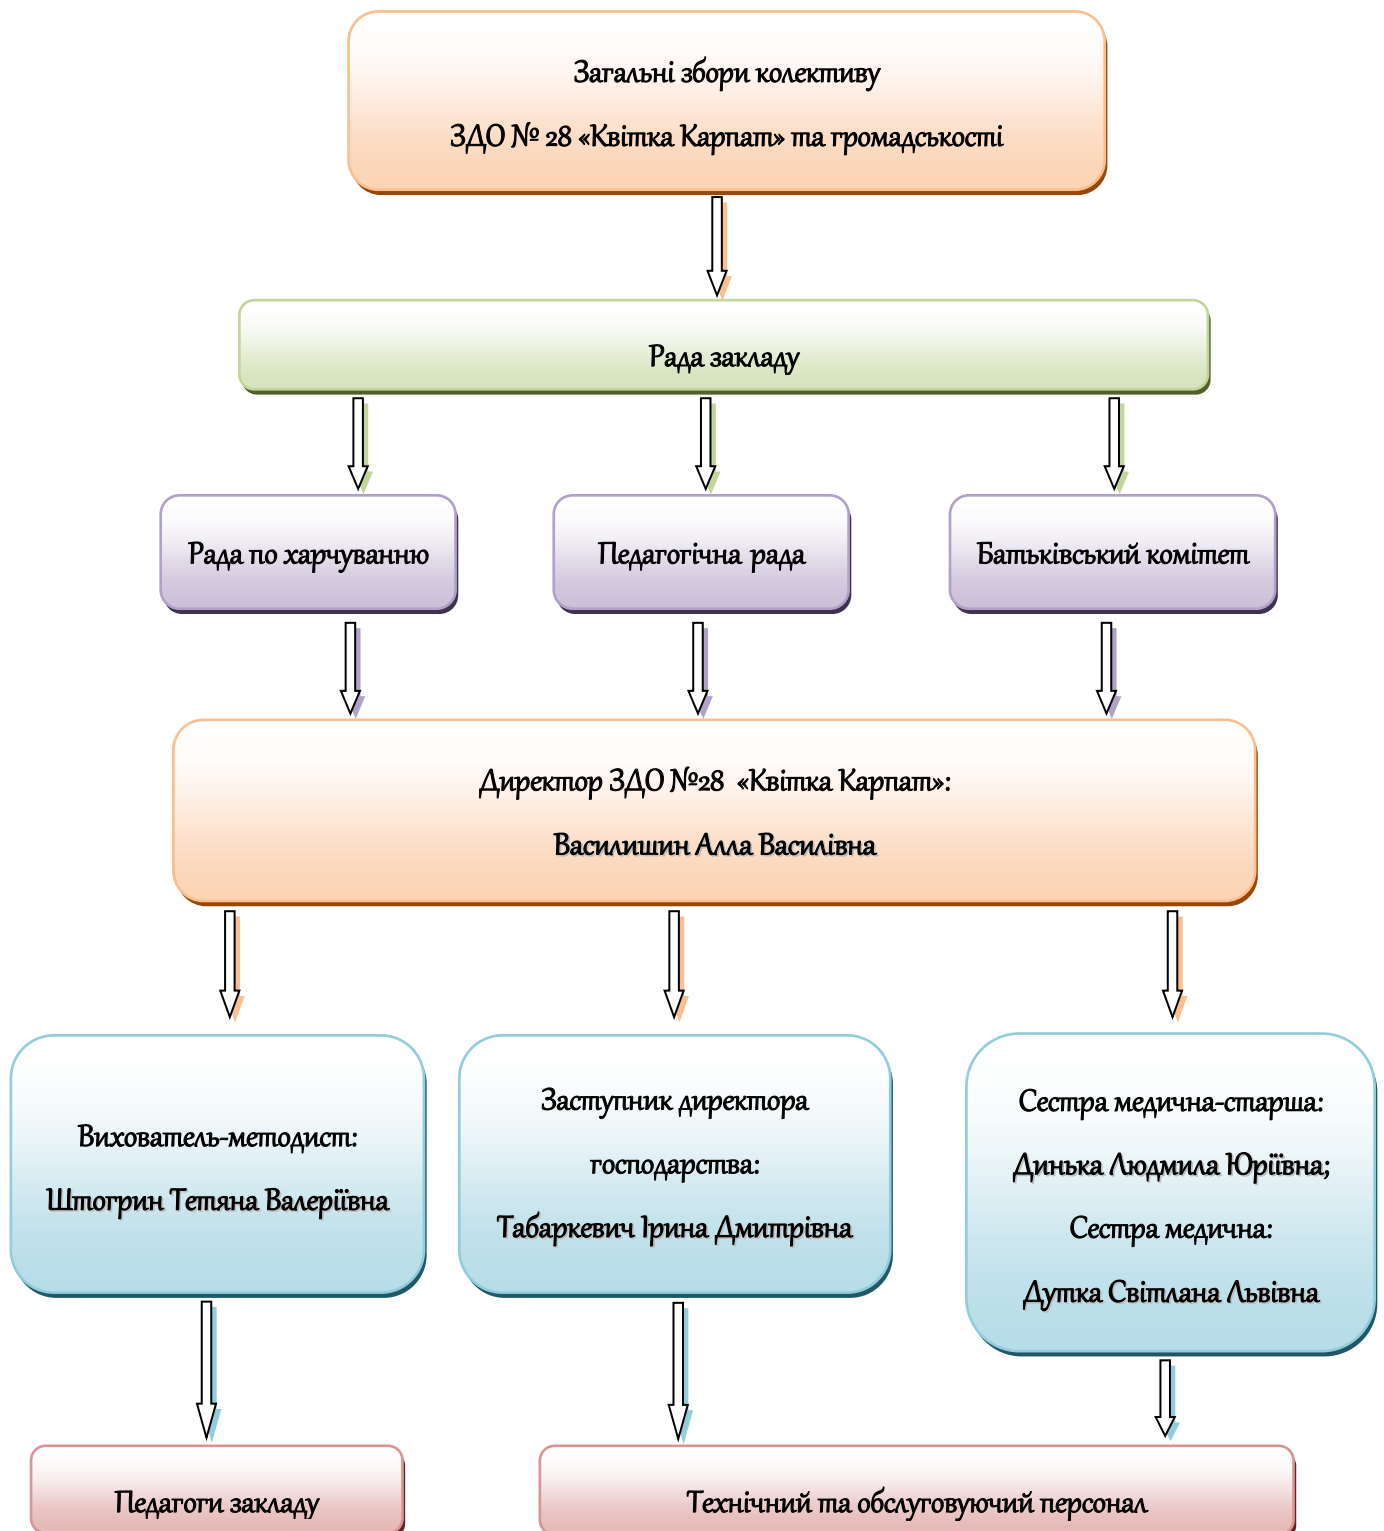 Загальні збори колективу
ЗДО № 28 «Квітка Карпат» та громадськості
Рада закладу
Рада по харчуванню
Педагогічна рада
Батьківський комітет
Директор ЗДО №28 «Квітка Карпат»:
Василишин Алла Василівна
Вихователь-методист:
Штогрин Тетяна Валеріївна
Заступник директора
господарства:
Табаркевич Ірина Дмитрівна
Сестра медична-старша:
Динька Людмила Юріївна;
Сестра медична:
Дутка Світлана Львівна
Педагоги закладу
Технічний та обслуговуючий персонал